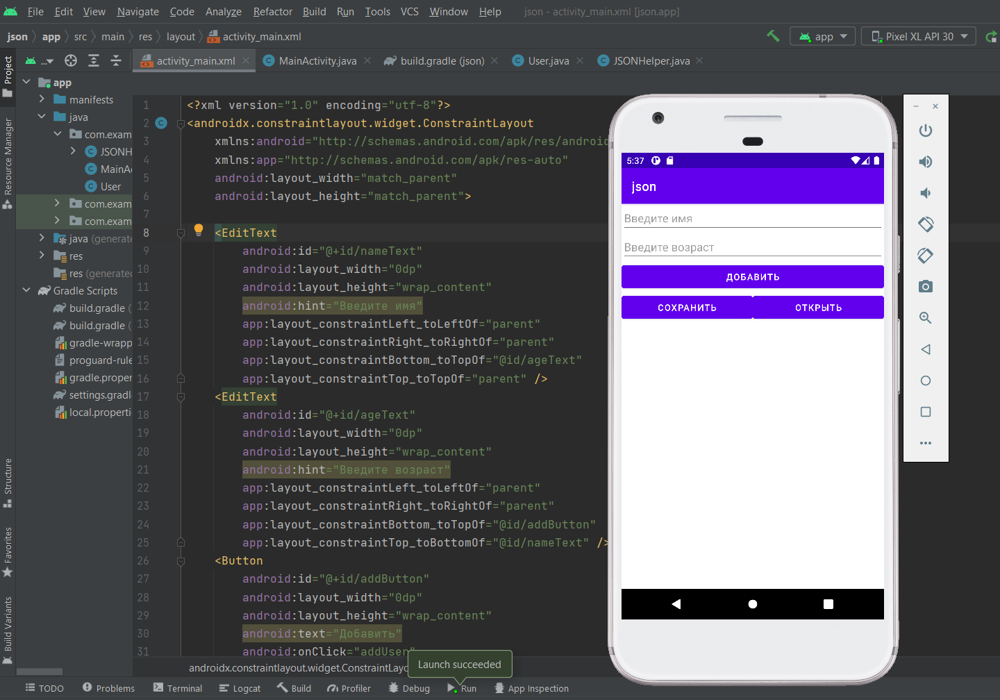 File Edit View Navigate Code Analyze Refactor Build Run Tools VCS Window Help json - activity_main.xml [json.app]
json app src main res layout activity_main.xml app Pixel XL API 30
... activity_main.xml MainActivity.java build.gradle (json) User.java JSONHelper.java
Project
Resource Manager
Structure
Favorites
Build Variants
app
manifests
java
com.exam
JSONH
MainAc
User
com.exam
com.exam
java (generate
res
res (generated
Gradle Scripts
build.gradle (
build.gradle (
gradle-wrapp
proguard-rule
gradle.proper
settings.gradl
local.properti
1 <?xml version="1.0" encoding="utf-8"?>
2 <androidx.constraintlayout.widget.ConstraintLayout
3 xmlns:android="http://schemas.android.com/apk/res/android
4 xmlns:app="http://schemas.android.com/apk/res-auto"
5 android:layout_width="match_parent"
6 android:layout_height="match_parent">
7
8 <EditText
9 android:id="@+id/nameText"
10 android:layout_width="0dp"
11 android:layout_height="wrap_content"
12 android:hint="Введите имя"
13 app:layout_constraintLeft_toLeftOf="parent"
14 app:layout_constraintRight_toRightOf="parent"
15 app:layout_constraintBottom_toTopOf="@id/ageText"
16 app:layout_constraintTop_toTopOf="parent" />
17 <EditText
18 android:id="@+id/ageText"
19 android:layout_width="0dp"
20 android:layout_height="wrap_content"
21 android:hint="Введите возраст"
22 app:layout_constraintLeft_toLeftOf="parent"
23 app:layout_constraintRight_toRightOf="parent"
24 app:layout_constraintBottom_toTopOf="@id/addButton"
25 app:layout_constraintTop_toBottomOf="@id/nameText" />
26 <Button
27 android:id="@+id/addButton"
28 android:layout_width="0dp"
29 android:layout_height="wrap_content"
30 android:text="Добавить"
31 android:onClick="addUser"
androidx.constraintlayout.widget.ConstraintLayo
Launch succeeded
5:37
json
Введите имя
Введите возраст
ДОБАВИТЬ
СОХРАНИТЬ ОТКРЫТЬ
TODO Problems Terminal Logcat Build Profiler Debug Run App Inspection